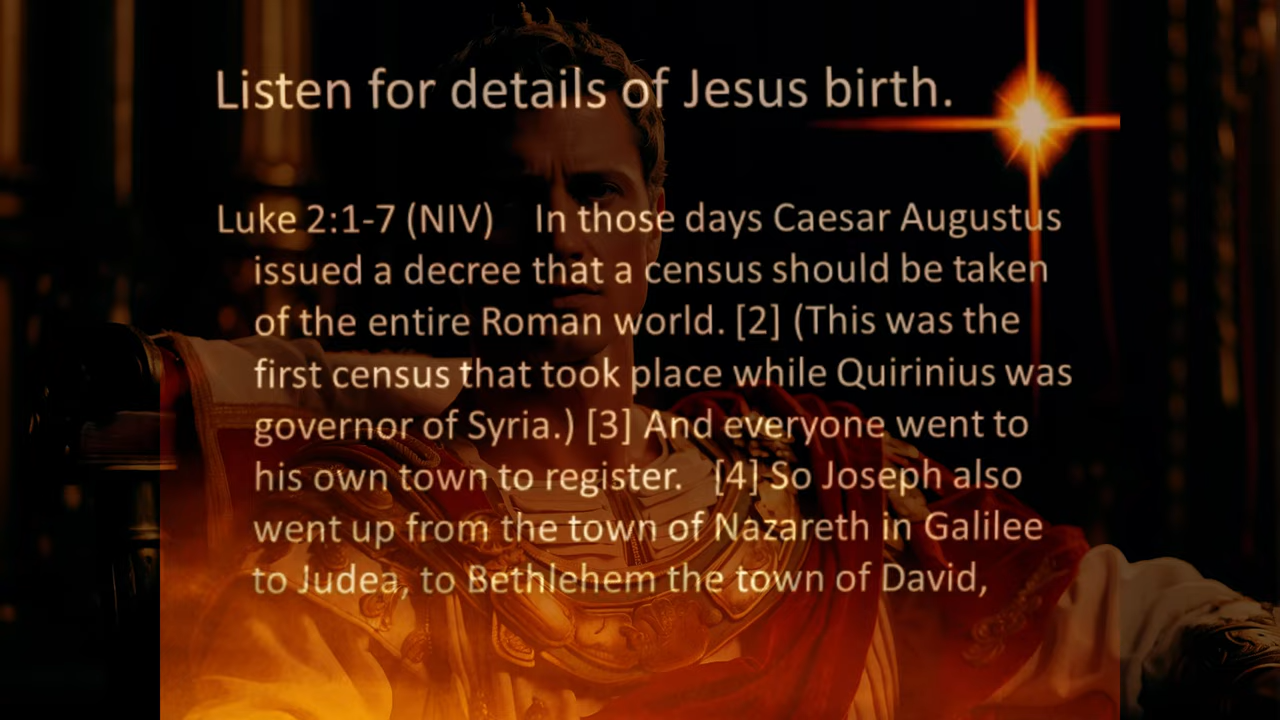 Listen for details of Jesus birth.
Luke 2:1-7 (NIV) In those days Caesar Augustus
issued a decree that a census should be taken
of the entire Roman world. [2] (This was the
first census that took place while Quirinius was
governor of Syria.) [3] And everyone went to
his own town to register. [4] So Joseph also
went up from the town of Nazareth in Galilee
to Judea, to Bethlehem the town of David,